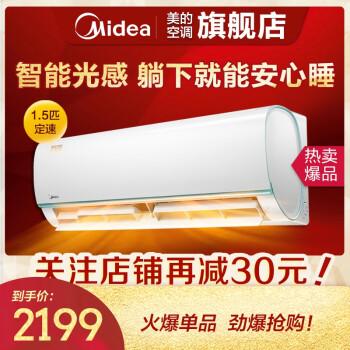 Midea 美的空调 旗舰店
智能光感 躺下就能安心睡
1.5匹
定速
热卖
爆品
Midea
关注店铺再减30元!
到手价:
2199
火爆单品 劲爆抢购!